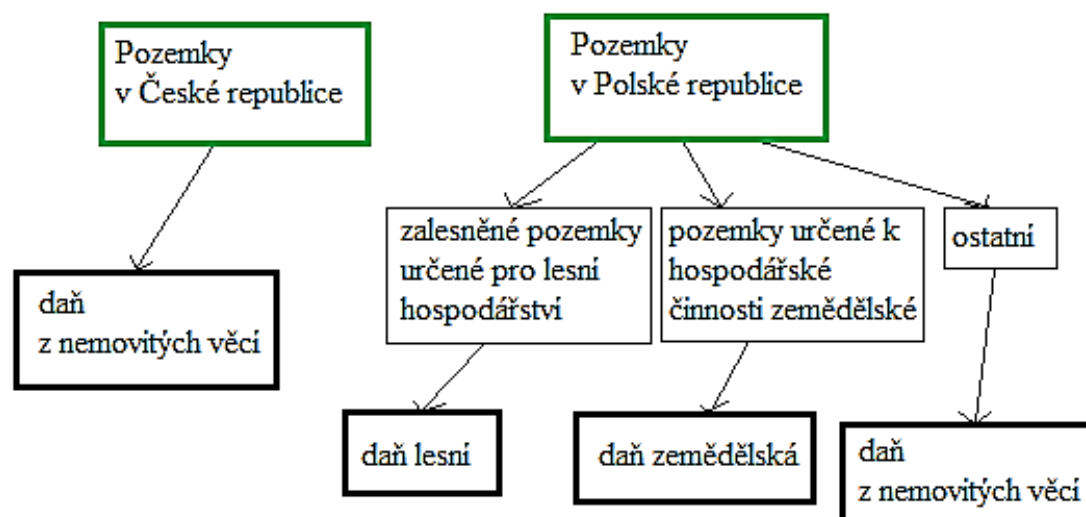 Pozemky
v České republice
Pozemky
v Polské republice
zalesněné pozemky
určené pro lesní
hospodářství
pozemky určené k
hospodářské
činnosti zemědělské
ostatní
daň
z nemovitých věcí
daň lesní
daň zemědělská
daň
z nemovitých věcí